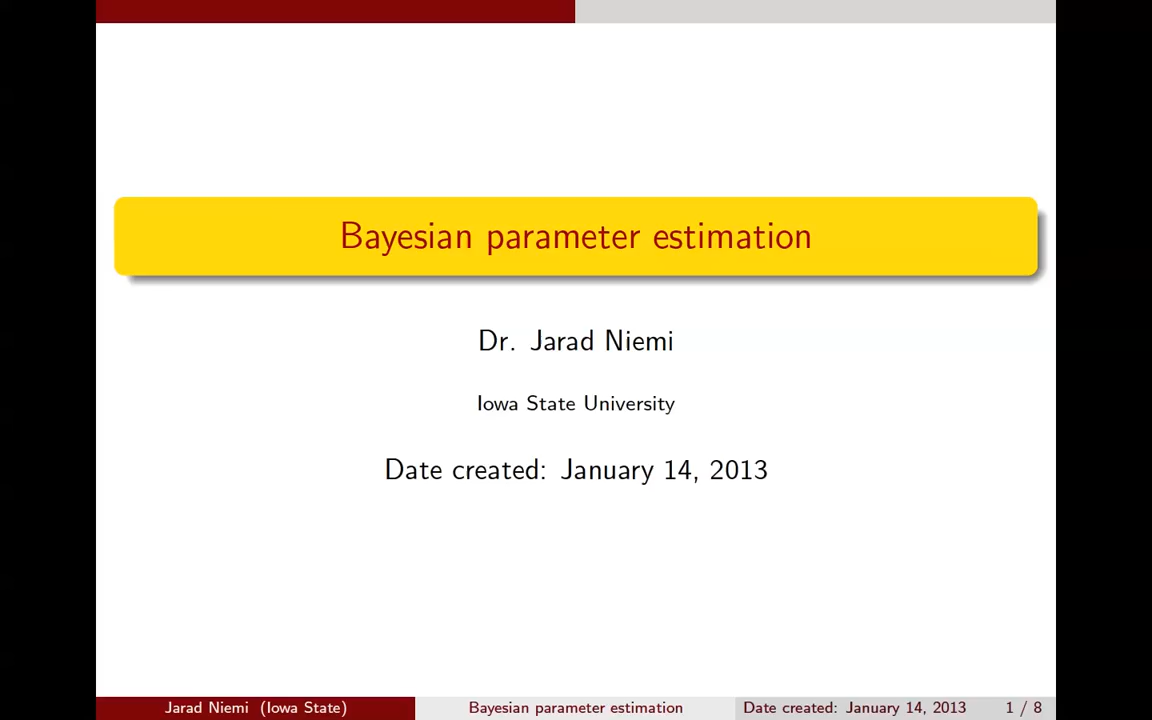 Bayesian parameter estimation
Dr. Jarad Niemi
Iowa State University
Date created: January 14, 2013
Jarad Niemi (Iowa State) Bayesian parameter estimation Date created: January 14, 2013 1 / 8